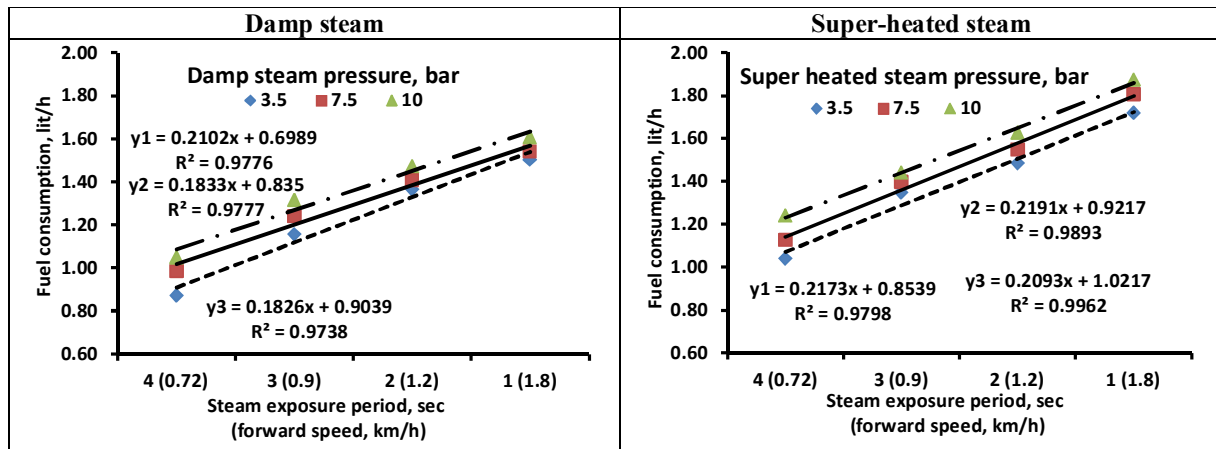 Damp steam
Damp steam pressure, bar
3.5 7.5 10
y1 = 0.2102x + 0.6989
R² = 0.9776
y2 = 0.1833x + 0.835
R² = 0.9777
y3 = 0.1826x + 0.9039
R² = 0.9738
Fuel consumption, lit/h
2.00
1.80
1.60
1.40
1.20
1.00
0.80
0.60
4 (0.72) 3 (0.9) 2 (1.2) 1 (1.8)
Steam exposure period, sec
(forward speed, km/h)
Super-heated steam
Super heated steam pressure, bar
3.5 7.5 10
y2 = 0.2191x + 0.9217
R² = 0.9893
y1 = 0.2173x + 0.8539
R² = 0.9798
y3 = 0.2093x + 1.0217
R² = 0.9962
Fuel consumption, lit/h
2.00
1.80
1.60
1.40
1.20
1.00
0.80
0.60
4 (0.72) 3 (0.9) 2 (1.2) 1 (1.8)
Steam exposure period, sec
(forward speed, km/h)